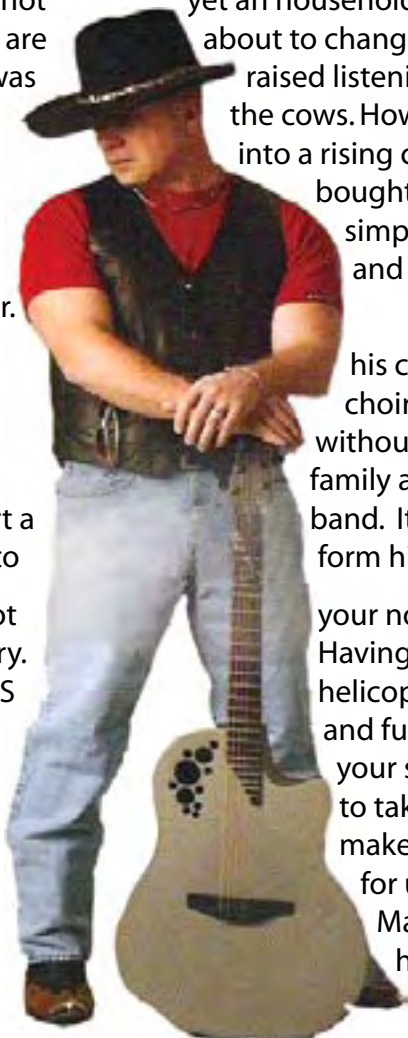 not
are
was
r.
t a
to
ot
ry.
S
yet an household
about to chang
raised listeni
the cows. How
into a rising
bought
simp
and
his c
choir
withou
family a
band. It
form hi
your no
Having
helicop
and fu
your s
to tak
make
for u
Ma
h